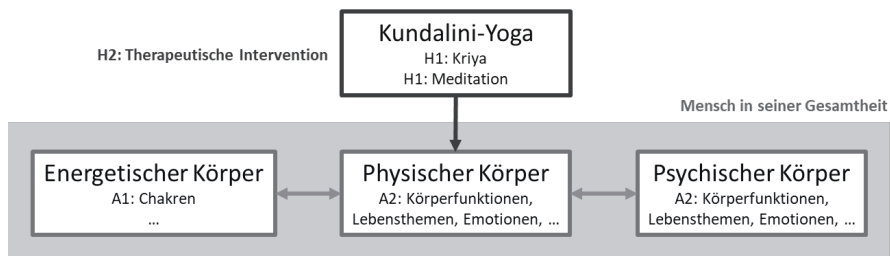 Kundalini-Yoga
H1: Kriya
H1: Meditation
H2: Therapeutische Intervention
Mensch in seiner Gesamtheit
Energetischer Körper
A1: Chakren
...
Physischer Körper
A2: Körperfunktionen,
Lebensthemen, Emotionen, ...
Psychischer Körper
A2: Körperfunktionen,
Lebensthemen, Emotionen, ...